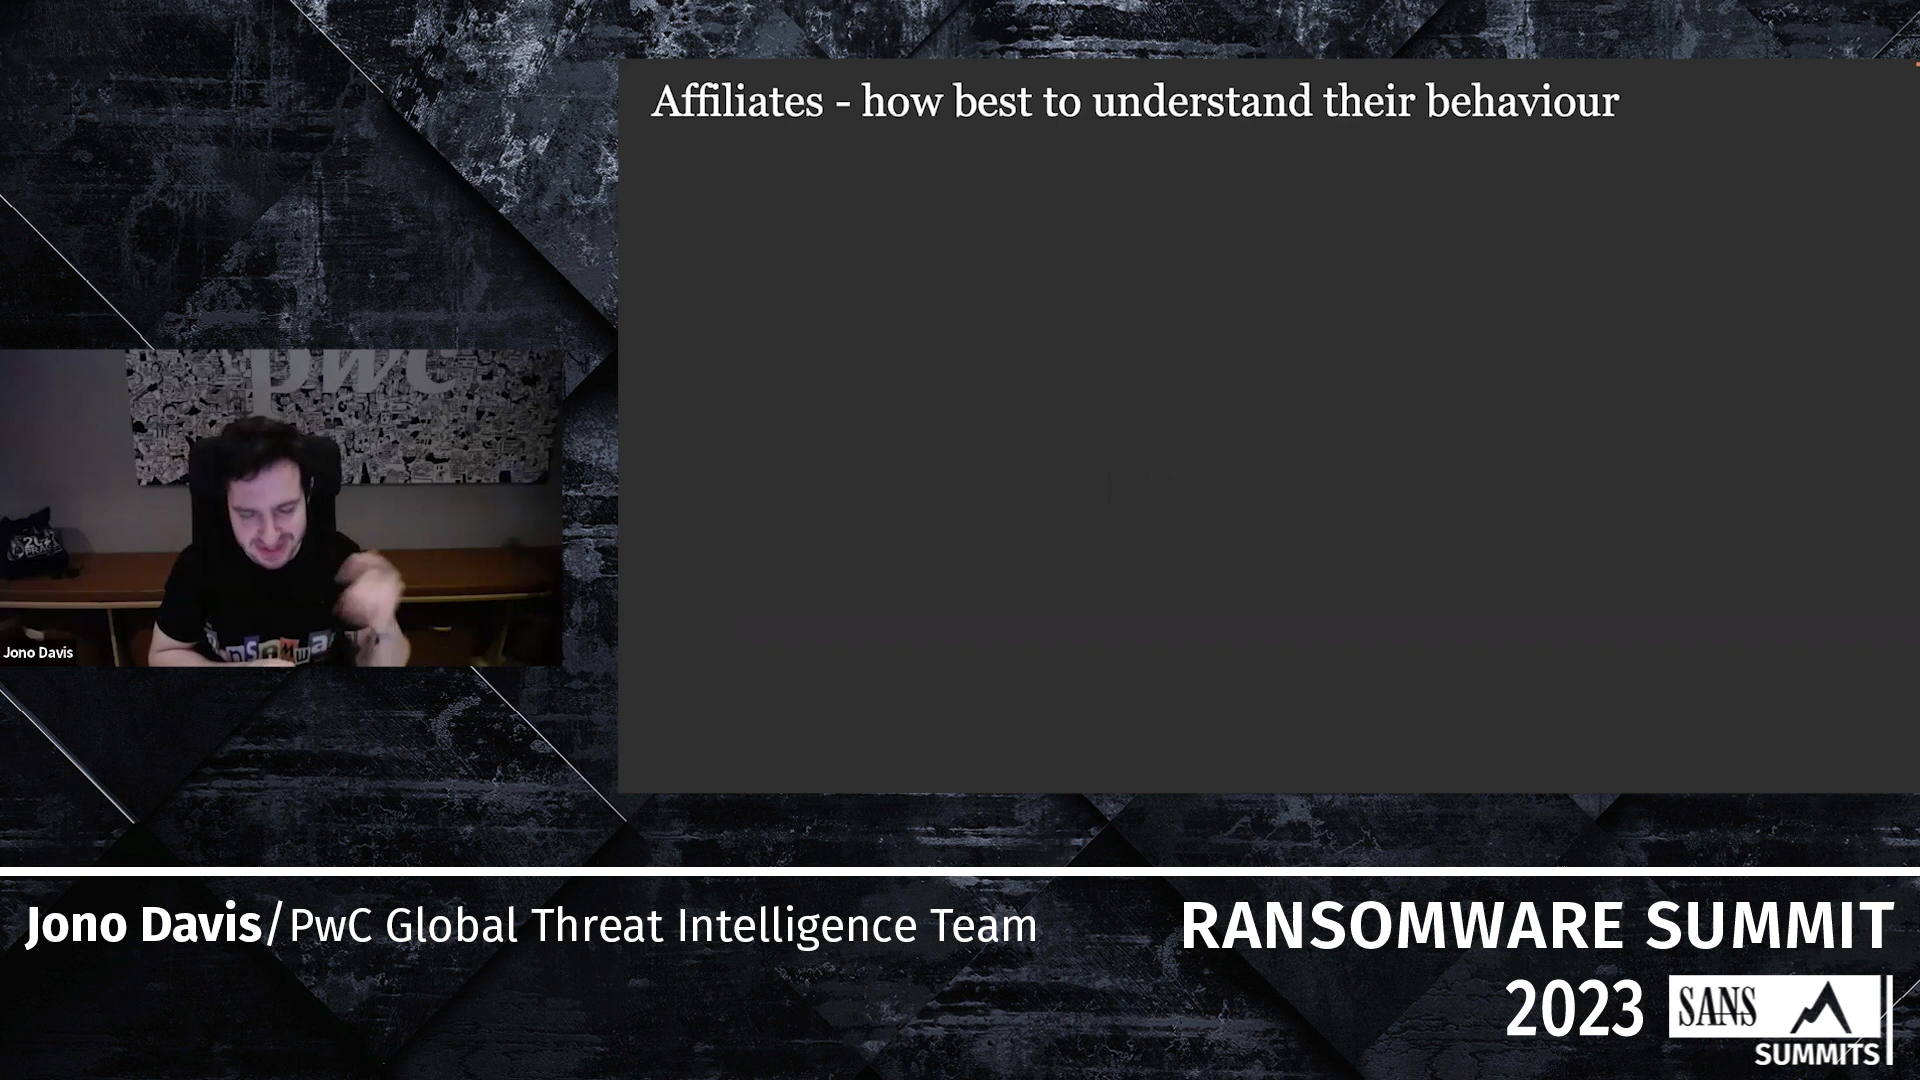 Affiliates - how best to understand their behaviour
pwc
Jono Davis
Jono Davis/PwC Global Threat Intelligence Team
RANSOMWARE SUMMIT
2023
SANS
SUMMITS